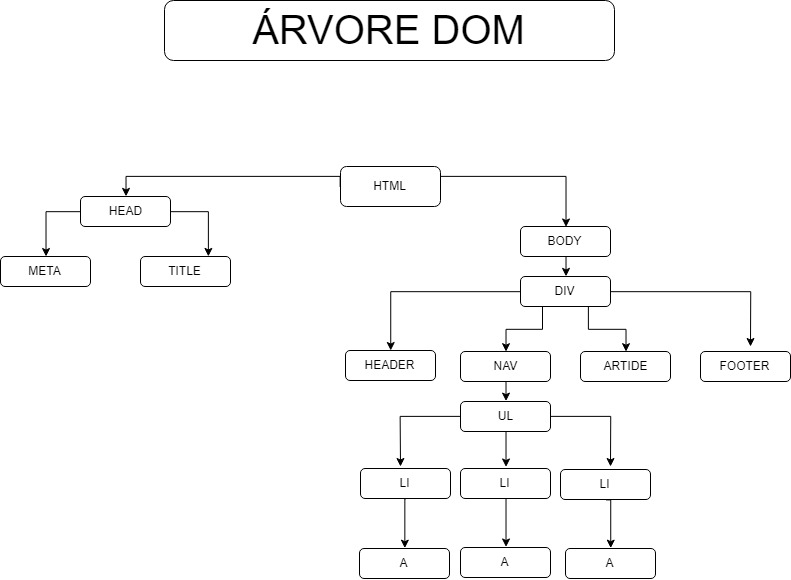 ÁRVORE DOM
HTML
HEAD
BODY
META
TITLE
DIV
HEADER
NAV
ARTIDE
FOOTER
UL
LI
LI
LI
A
A
A